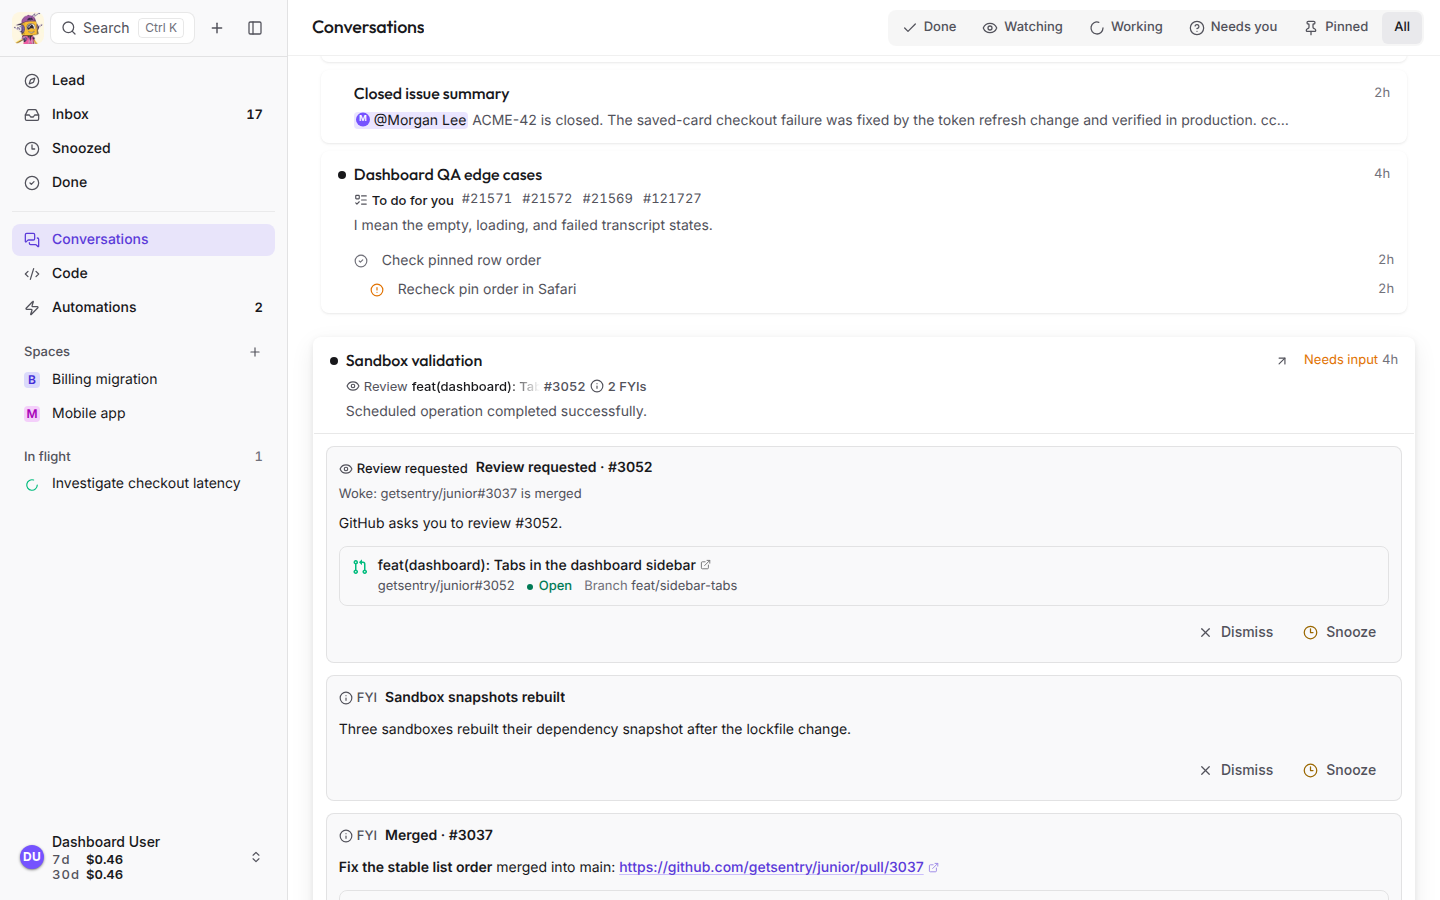 Search Ctrl K
Lead
Inbox 17
Snoozed
Done
Conversations
Code
Automations 2
Spaces
B Billing migration
M Mobile app
In flight 1
Investigate checkout latency
DU Dashboard User
7d $0.46
30d $0.46
Conversations
Done Watching Working Needs you Pinned All
Closed issue summary 2h
M @Morgan Lee ACME-42 is closed. The saved-card checkout failure was fixed by the token refresh change and verified in production. cc...
Dashboard QA edge cases 4h
To do for you #21571 #21572 #21569 #121727
I mean the empty, loading, and failed transcript states.
Check pinned row order 2h
Recheck pin order in Safari 2h
Sandbox validation Needs input 4h
Review feat(dashboard): Tab #3052 2 FYIs
Scheduled operation completed successfully.
Review requested Review requested · #3052
Woke: getsentry/junior#3037 is merged
GitHub asks you to review #3052.
feat(dashboard): Tabs in the dashboard sidebar
getsentry/junior#3052 Open Branch feat/sidebar-tabs
Dismiss Snooze
FYI Sandbox snapshots rebuilt
Three sandboxes rebuilt their dependency snapshot after the lockfile change.
Dismiss Snooze
FYI Merged · #3037
Fix the stable list order merged into main: https://github.com/getsentry/junior/pull/3037